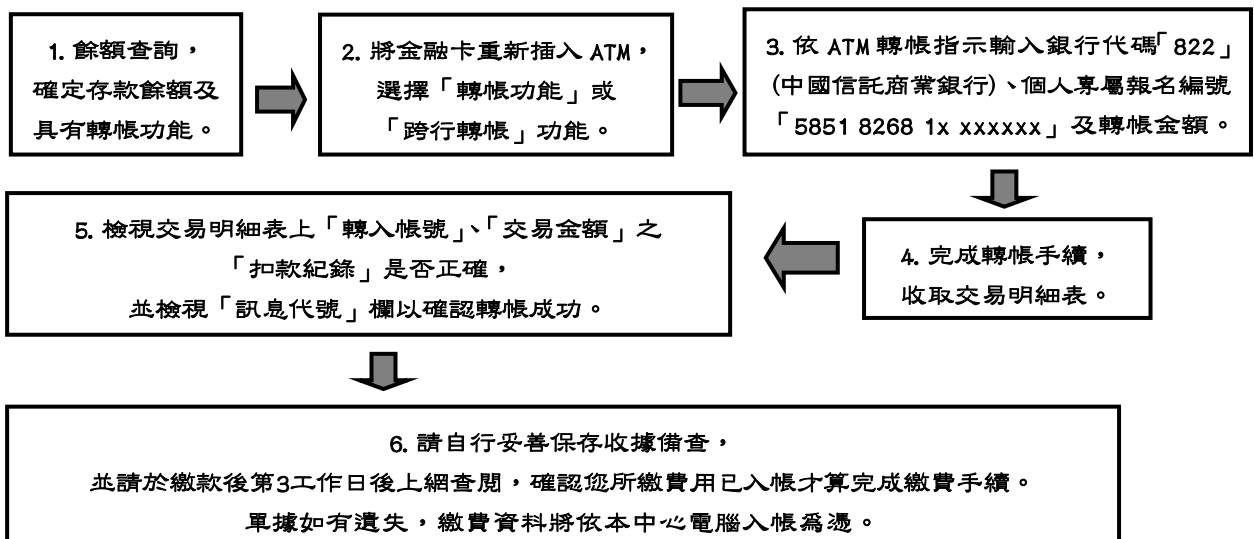 1. 餘額查詢，
確定存款餘額及
具有轉帳功能。
2. 將金融卡重新插入 ATM，
選擇「轉帳功能」或
「跨行轉帳」功能。
3. 依 ATM 轉帳指示輸入銀行代碼「822」
(中國信託商業銀行)、個人專屬報名編號
「5851 8268 1x xxxxxx」及轉帳金額。
4. 完成轉帳手續，
收取交易明細表。
5. 檢視交易明細表上「轉入帳號」、「交易金額」之
「扣款紀錄」是否正確，
並檢視「訊息代號」欄以確認轉帳成功。
6. 請自行妥善保存收據備查，
並請於繳款後第3工作日後上網查閱，確認您所繳費用已入帳才算完成繳費手續。
單據如有遺失，繳費資料將依本中心電腦入帳為憑。